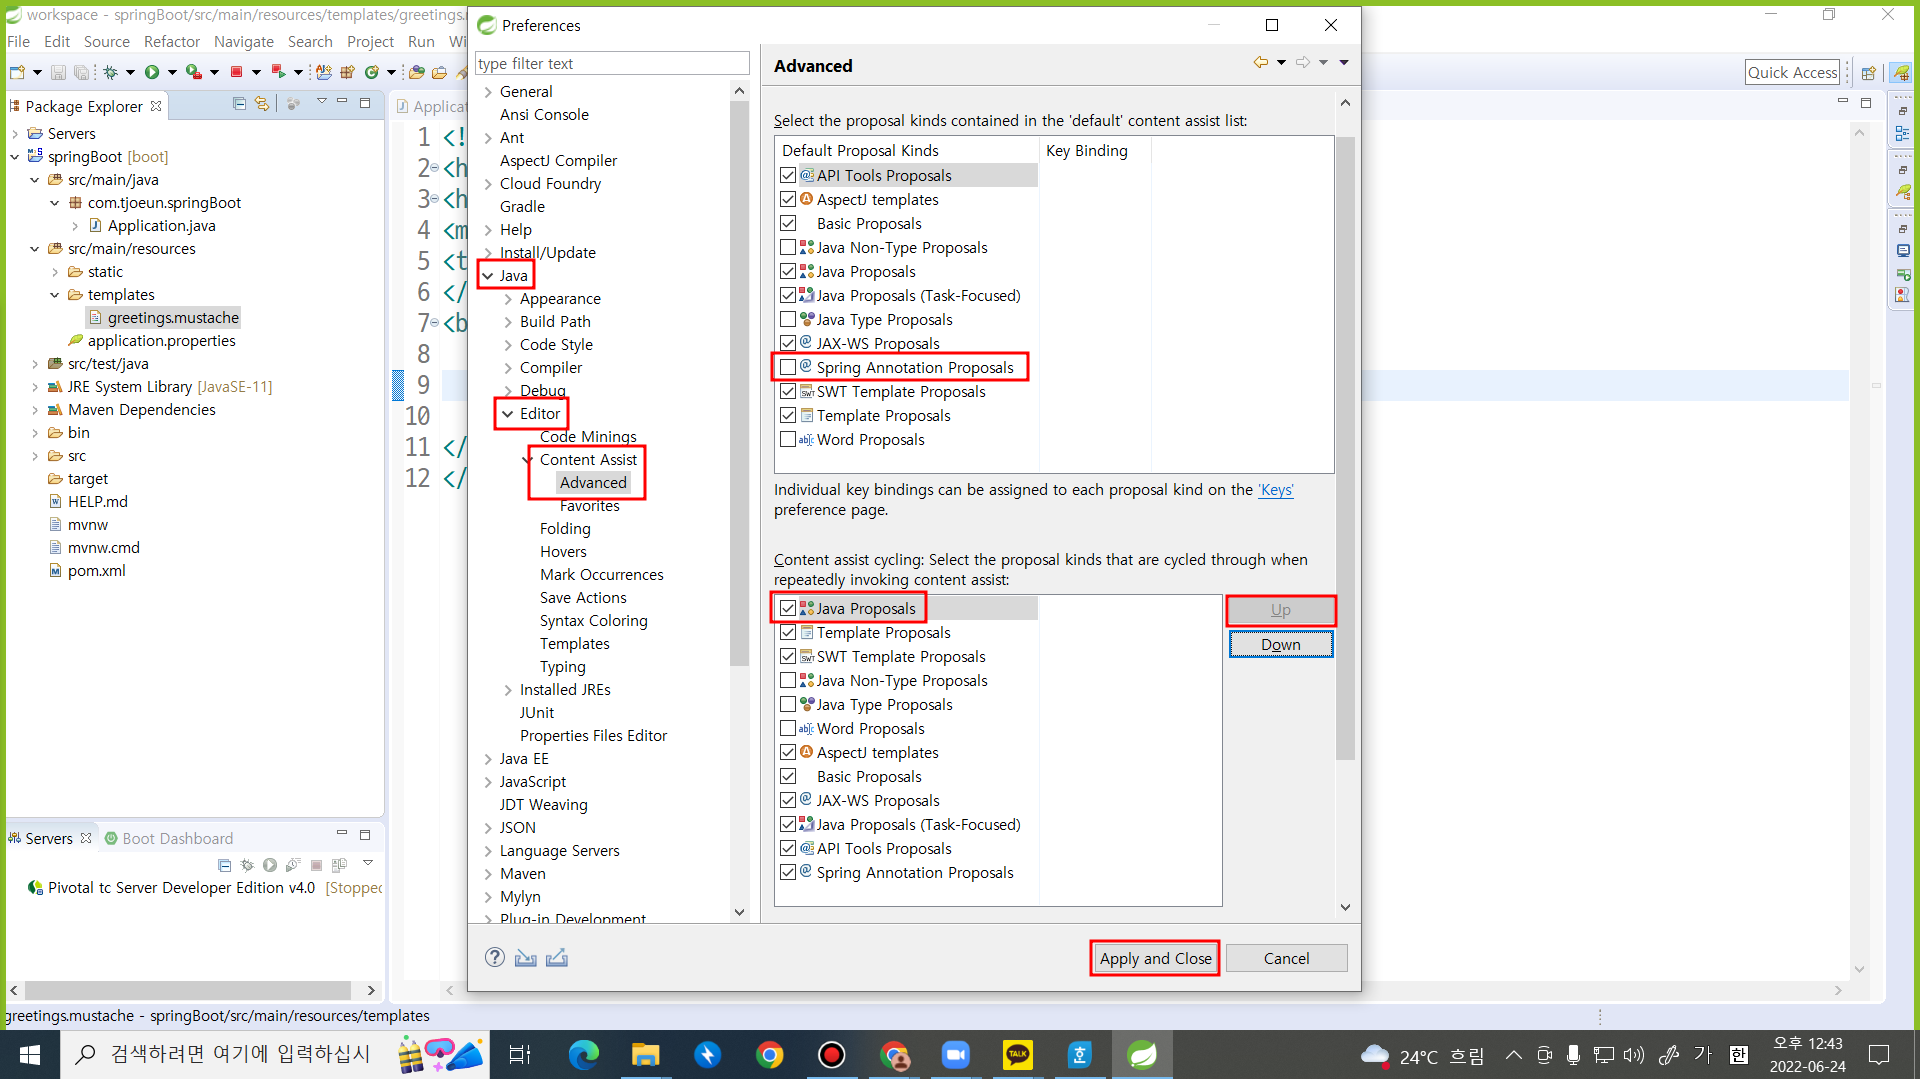 workspace - springBoot/src/main/resources/templates/greetings.
File Edit Source Refactor Navigate Search Project Run
Quick Access
Package Explorer
Servers
springBoot [boot]
src/main/java
com.tjoeun.springBoot
Application.java
src/main/resources
static
templates
greetings.mustache
application.properties
src/test/java
JRE System Library [JavaSE-11]
Maven Dependencies
bin
src
target
HELP.md
mvnw
mvnw.cmd
pom.xml
Servers Boot Dashboard
Pivotal tc Server Developer Edition v4.0
greetings.mustache - springBoot/src/main/resources/templates
1 <!
2 <h
3 <h
4 <m
5 <t
6 </
7 <b
8
9
10
11 </
12 </
Preferences
type filter text
General
Ansi Console
Ant
AspectJ Compiler
Cloud Foundry
Gradle
Help
Install/Update
Java
Appearance
Build Path
Code Style
Compiler
Debug
Editor
Code Minings
Content Assist
Advanced
Favorites
Folding
Hovers
Mark Occurrences
Save Actions
Syntax Coloring
Templates
Typing
Installed JREs
JUnit
Properties Files Editor
Java EE
JavaScript
JDT Weaving
JSON
Language Servers
Maven
Mylyn
Plug-in Development
Advanced
Select the proposal kinds contained in the 'default' content assist list:
Default Proposal Kinds Key Binding
API Tools Proposals
AspectJ templates
Basic Proposals
Java Non-Type Proposals
Java Proposals
Java Proposals (Task-Focused)
Java Type Proposals
JAX-WS Proposals
Spring Annotation Proposals
SWT Template Proposals
Template Proposals
Word Proposals
Individual key bindings can be assigned to each proposal kind on the 'Keys'
preference page.
Content assist cycling: Select the proposal kinds that are cycled through when
repeatedly invoking content assist:
Java Proposals
Template Proposals
SWT Template Proposals
Java Non-Type Proposals
Java Type Proposals
Word Proposals
AspectJ templates
Basic Proposals
JAX-WS Proposals
Java Proposals (Task-Focused)
API Tools Proposals
Spring Annotation Proposals
Up
Down
Apply and Close Cancel
검색하려면 여기에 입력하십시
TALK
24°C 흐림
가 한
오후 12:43
2022-06-24